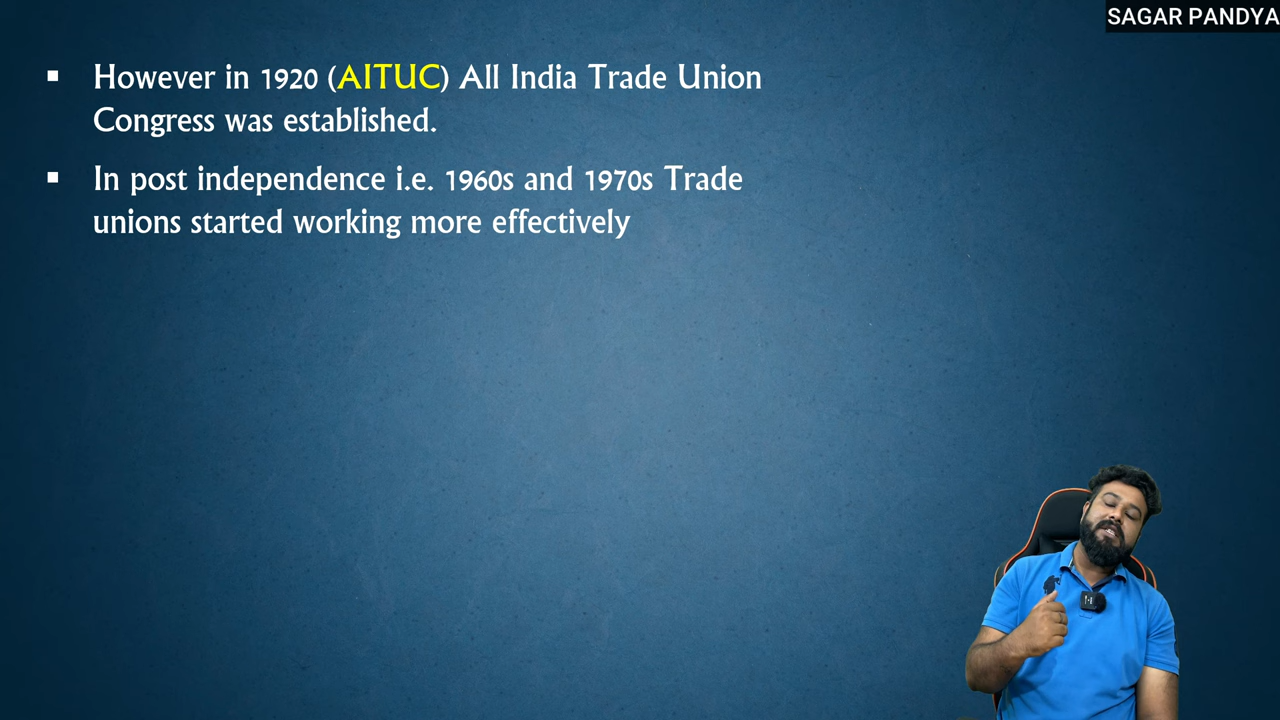 SAGAR PANDYA
▪ However in 1920 (AITUC) All India Trade Union
Congress was established.
▪ In post independence i.e. 1960s and 1970s Trade
unions started working more effectively